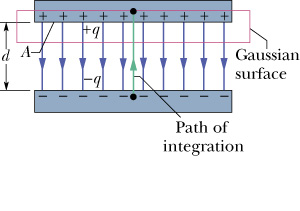 + + + + + + + + + + +
+q
A
d
Gaussian
surface
-q
- - - - - - - - - - -
Path of
integration